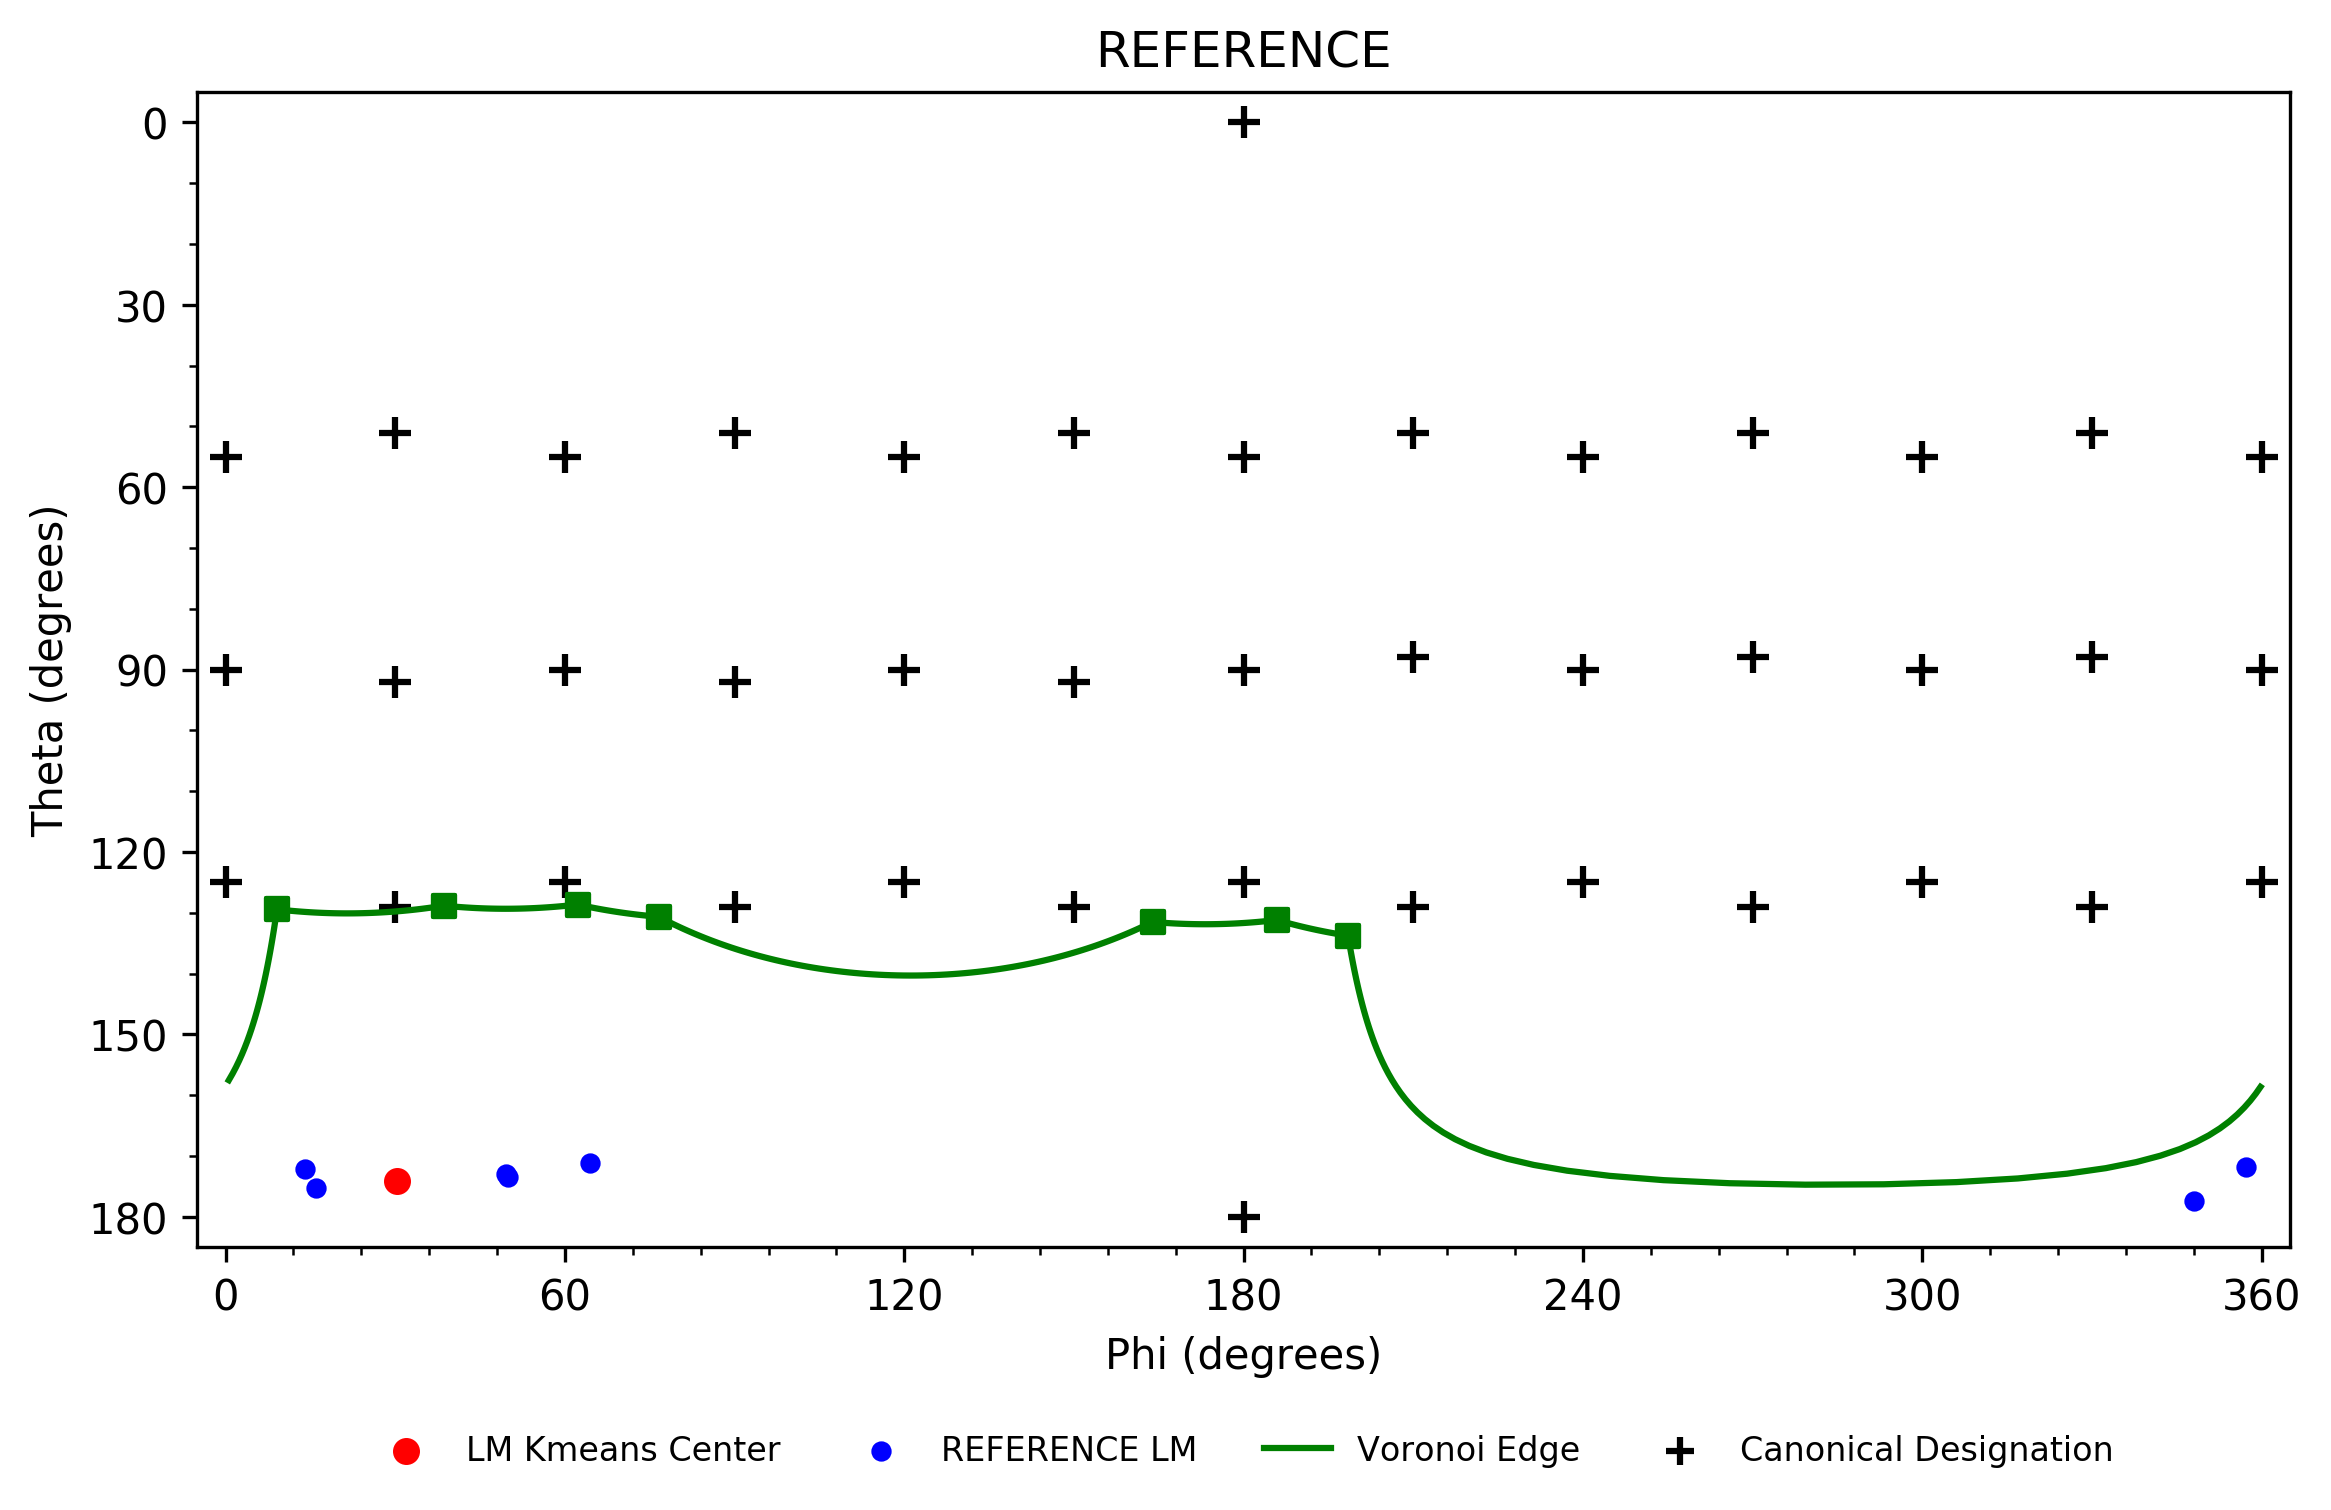 REFERENCE
0
30
60
90
120
150
180
Theta (degrees)
0 60 120 180 240 300 360
Phi (degrees)
LM Kmeans Center REFERENCE LM Voronoi Edge Canonical Designation